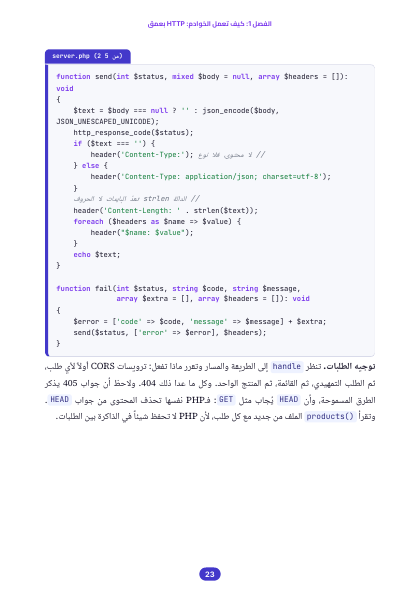 الفصل 1: كيف تعمل الخوادم: HTTP بعمق
server.php (2 من 5)
function send(int $status, mixed $body = null, array $headers = []):
void
{
    $text = $body === null ? '' : json_encode($body,
JSON_UNESCAPED_UNICODE);
    http_response_code($status);
    if ($text === '') {
        header('Content-Type:'); // لا محتوى، فلا نوع
    } else {
        header('Content-Type: application/json; charset=utf-8');
    }
    // الدالة strlen تعدّ البايتات لا الحروف
    header('Content-Length: ' . strlen($text));
    foreach ($headers as $name => $value) {
        header("$name: $value");
    }
    echo $text;
}
function fail(int $status, string $code, string $message,
              array $extra = [], array $headers = []): void
{
    $error = ['code' => $code, 'message' => $message] + $extra;
    send($status, ['error' => $error], $headers);
}
توجيه الطلبات. تنظر handle إلى الطريقة والمسار وتقرر ماذا تفعل: ترويسات CORS أولاً لأي طلب،
ثم الطلب التمهيدي، ثم القائمة، ثم المنتج الواحد. وكل ما عدا ذلك 404. ولاحظ أن جواب 405 يذكر
الطرق المسموحة، وأن HEAD يُجاب مثل GET: فـPHP نفسها تحذف المحتوى من جواب HEAD.
وتقرأ products() الملف من جديد مع كل طلب، لأن PHP لا تحفظ شيئاً في الذاكرة بين الطلبات.
23